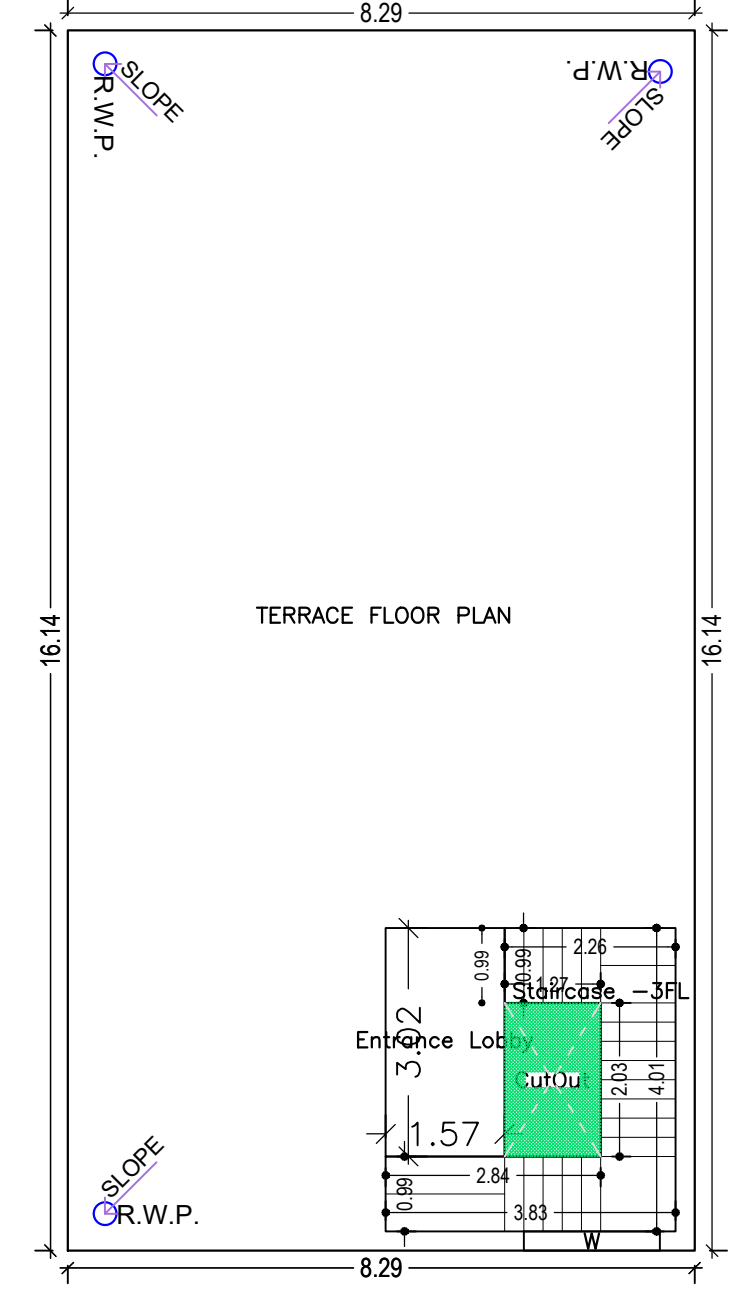 8.29
SLOPE
R.W.P.
R.W.P.
SLOPE
TERRACE FLOOR PLAN
16.14
16.14
2.26
0.99
0.99
1.27
Staircase -3FL
3.02
Entrance Lobby
CutOut
2.03
4.01
1.57
2.84
0.99
3.83
SLOPE
R.W.P.
W
8.29